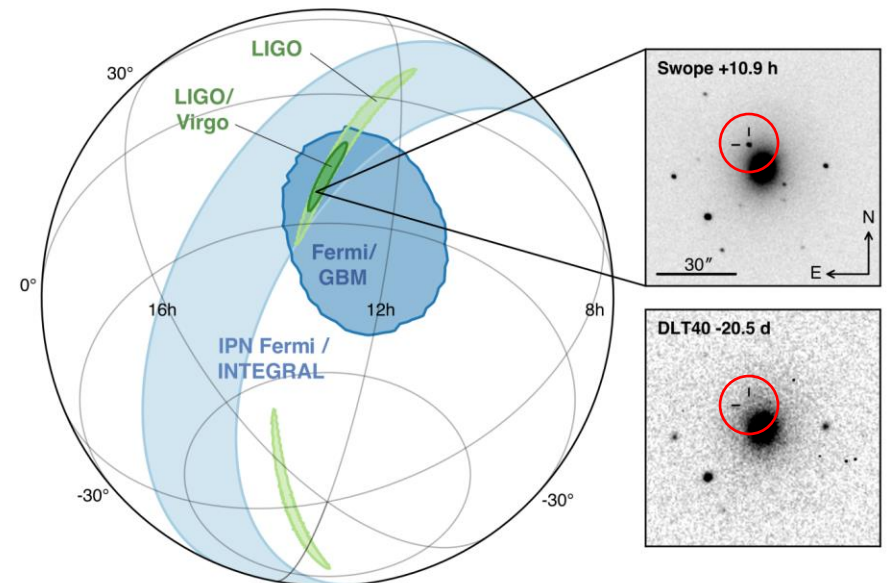 LIGO
30°
LIGO/
Virgo
Fermi/
GBM
0°
16h
12h
8h
IPN Fermi /
INTEGRAL
-30°
-30°
Swope +10.9 h
N
30″
E
DLT40 -20.5 d